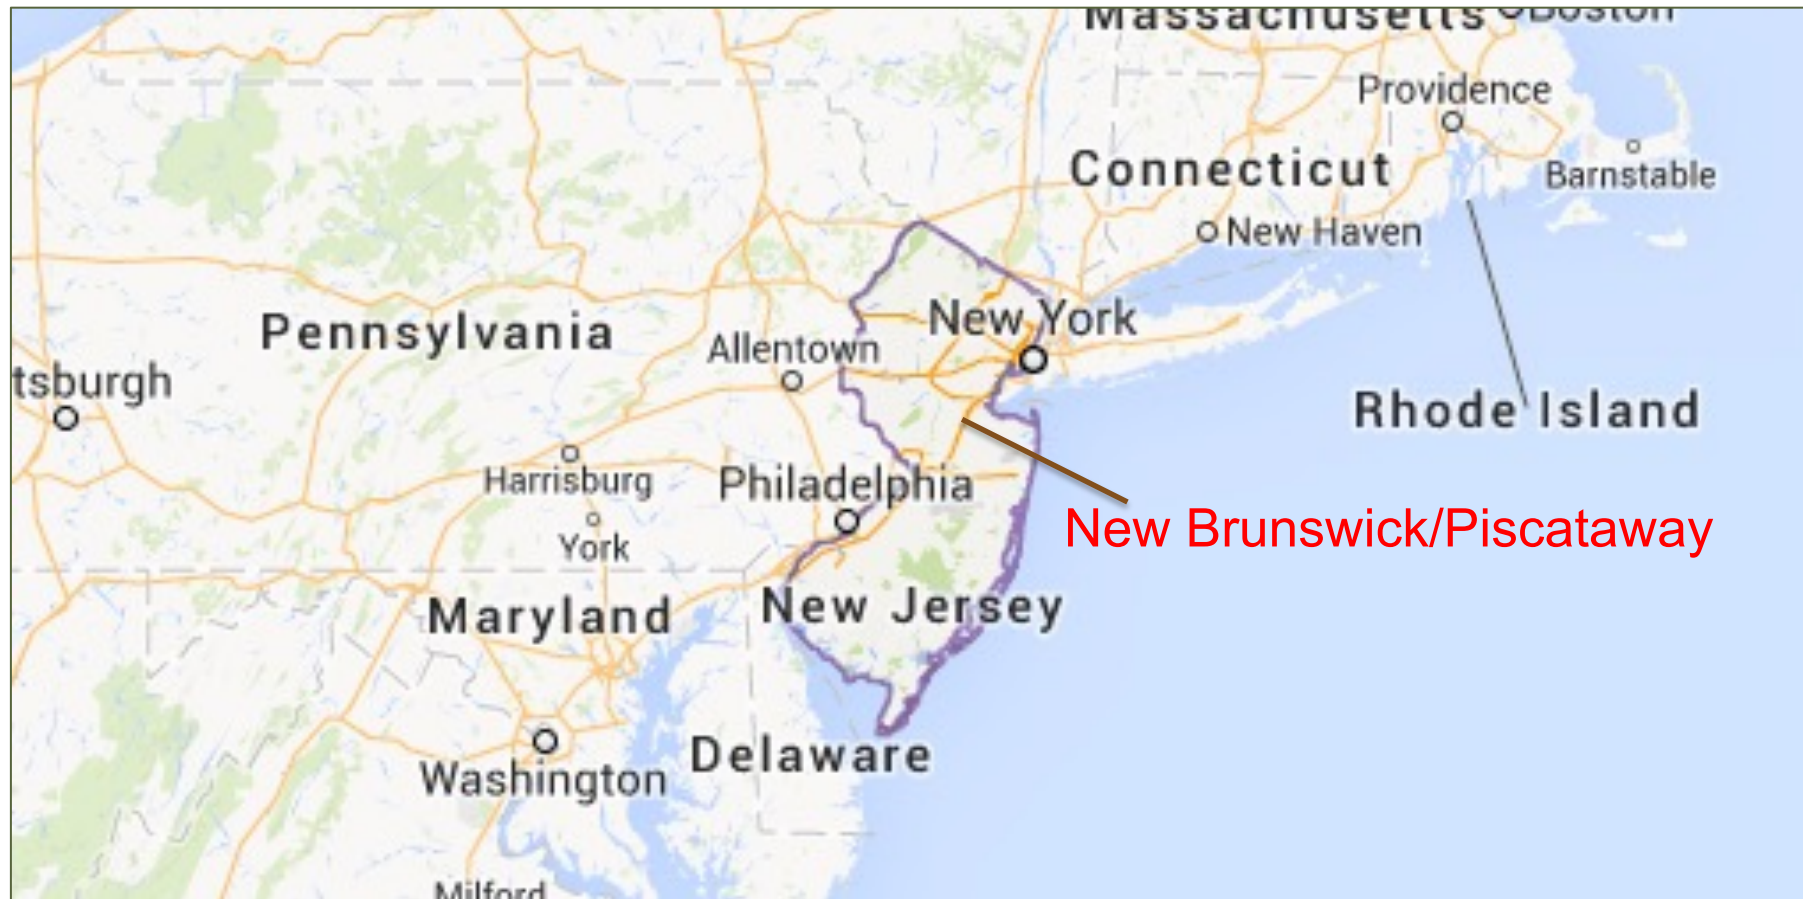 Massachusetts
Boston
Providence
Connecticut
Barnstable
New Haven
New York
Pennsylvania
Allentown
tsburgh
Rhode Island
Harrisburg
Philadelphia
New Brunswick/Piscataway
York
New Jersey
Maryland
Delaware
Washington
Milford